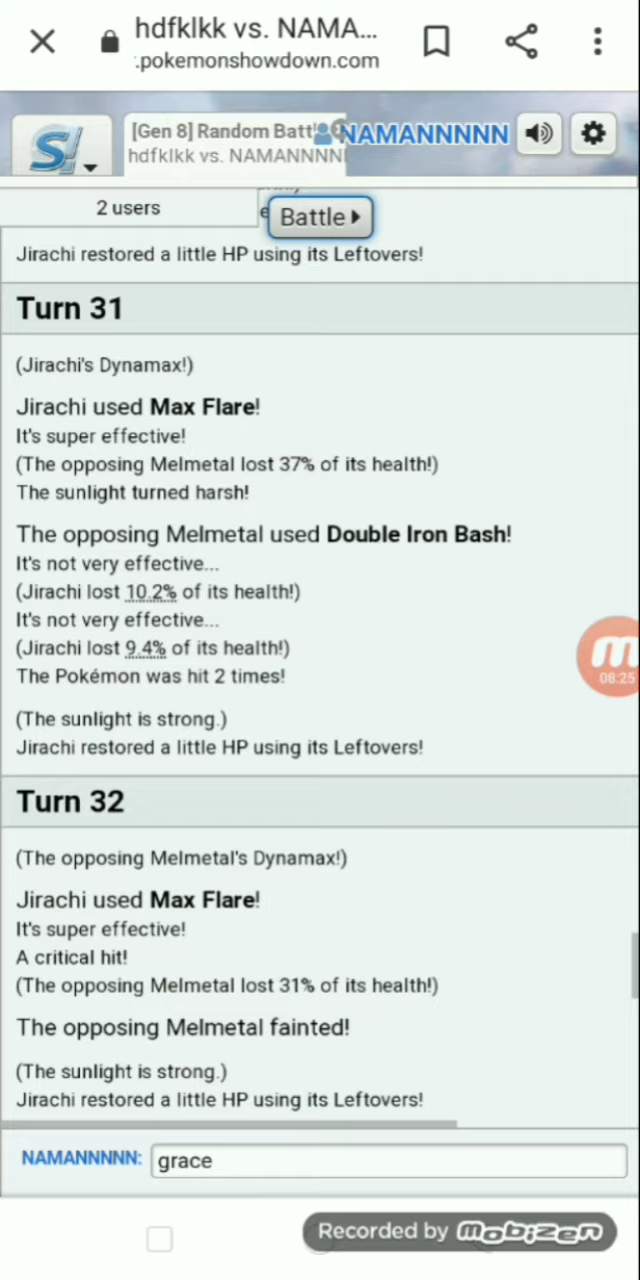 hdfklkk vs. NAMA...
.pokemonshowdown.com
[Gen 8] Random Batt
NAMANNNNN
hdfklkk vs. NAMANNNN
2 users
Battle
Jirachi restored a little HP using its Leftovers!
Turn 31
(Jirachi's Dynamax!)
Jirachi used Max Flare!
It's super effective!
(The opposing Melmetal lost 37% of its health!)
The sunlight turned harsh!
The opposing Melmetal used Double Iron Bash!
It's not very effective...
(Jirachi lost 10.2% of its health!)
It's not very effective...
(Jirachi lost 9.4% of its health!)
The Pokémon was hit 2 times!
08:25
(The sunlight is strong.)
Jirachi restored a little HP using its Leftovers!
Turn 32
(The opposing Melmetal's Dynamax!)
Jirachi used Max Flare!
It's super effective!
A critical hit!
(The opposing Melmetal lost 31% of its health!)
The opposing Melmetal fainted!
(The sunlight is strong.)
Jirachi restored a little HP using its Leftovers!
NAMANNNNN: grace
Recorded by mobizen